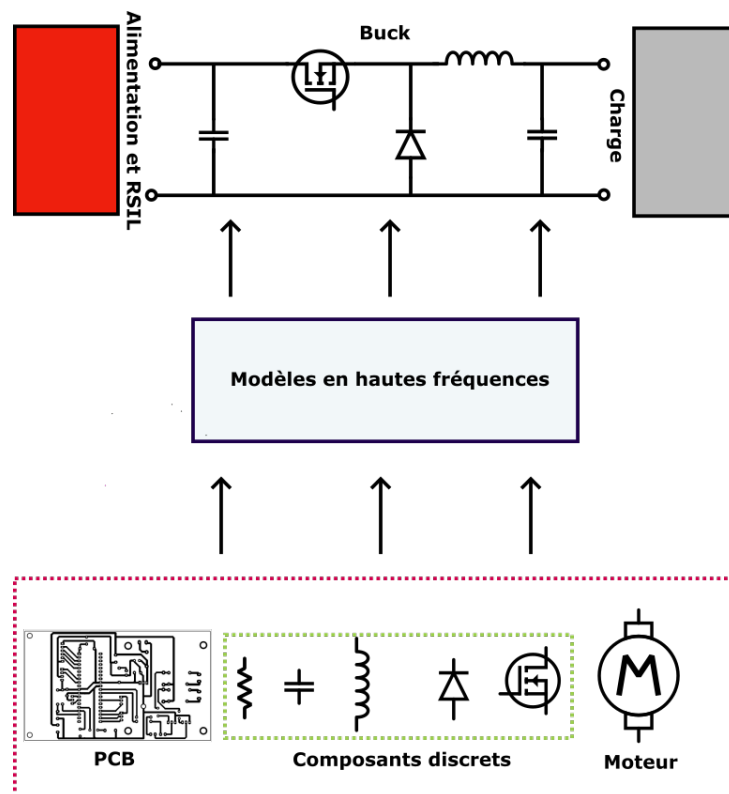 Alimentation et RSIL
Buck
Charge
Modèles en hautes fréquences
PCB
Composants discrets
M
Moteur